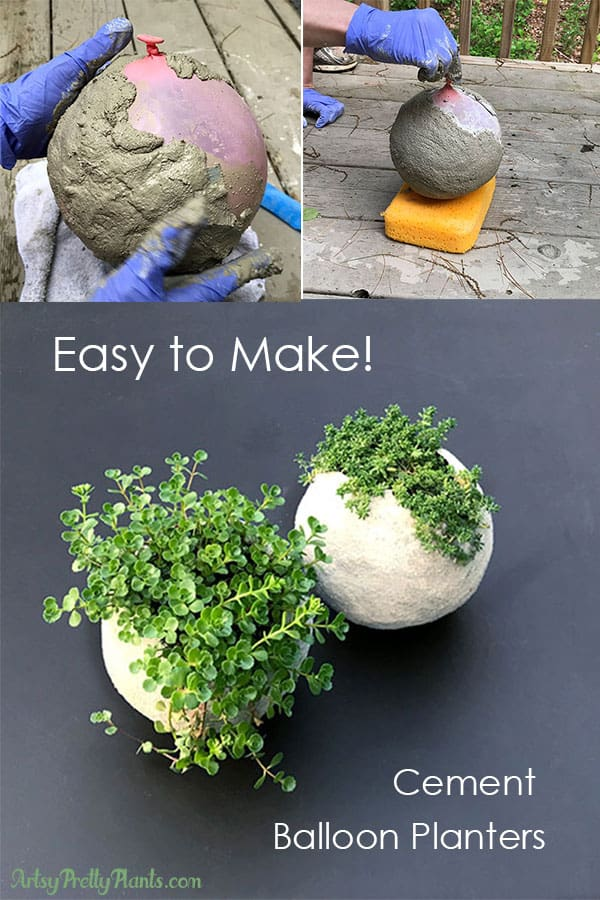 Easy to Make!
Cement
Balloon Planters
ArtsyPrettyPlants.com